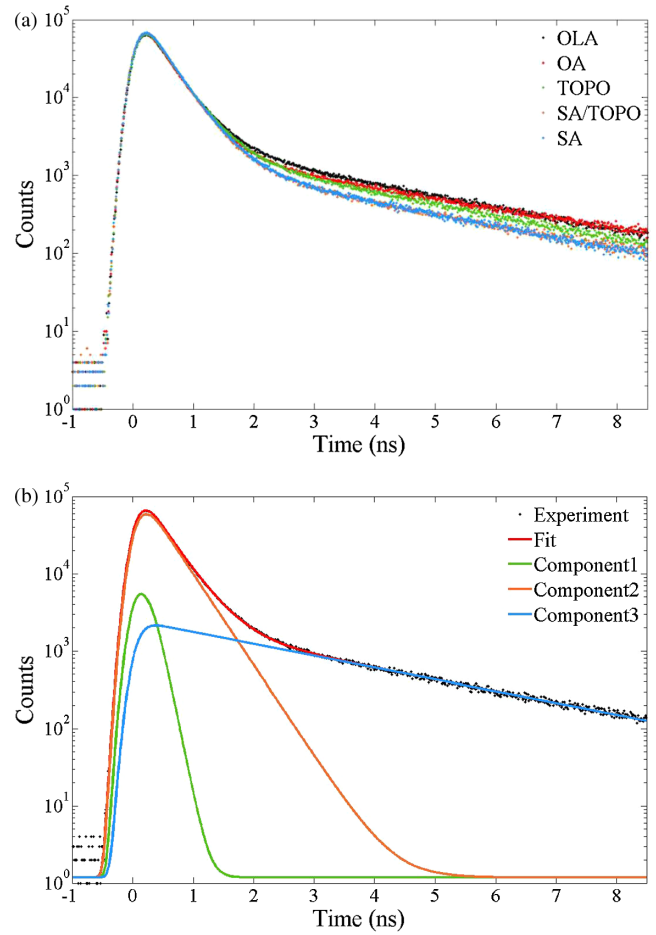 (a)
10^5
10^4
10^3
10^2
10^1
10^0
Counts
OLA
OA
TOPO
SA/TOPO
SA
-1 0 1 2 3 4 5 6 7 8
Time (ns)
(b)
10^5
10^4
10^3
10^2
10^1
10^0
Counts
Experiment
Fit
Component1
Component2
Component3
-1 0 1 2 3 4 5 6 7 8
Time (ns)